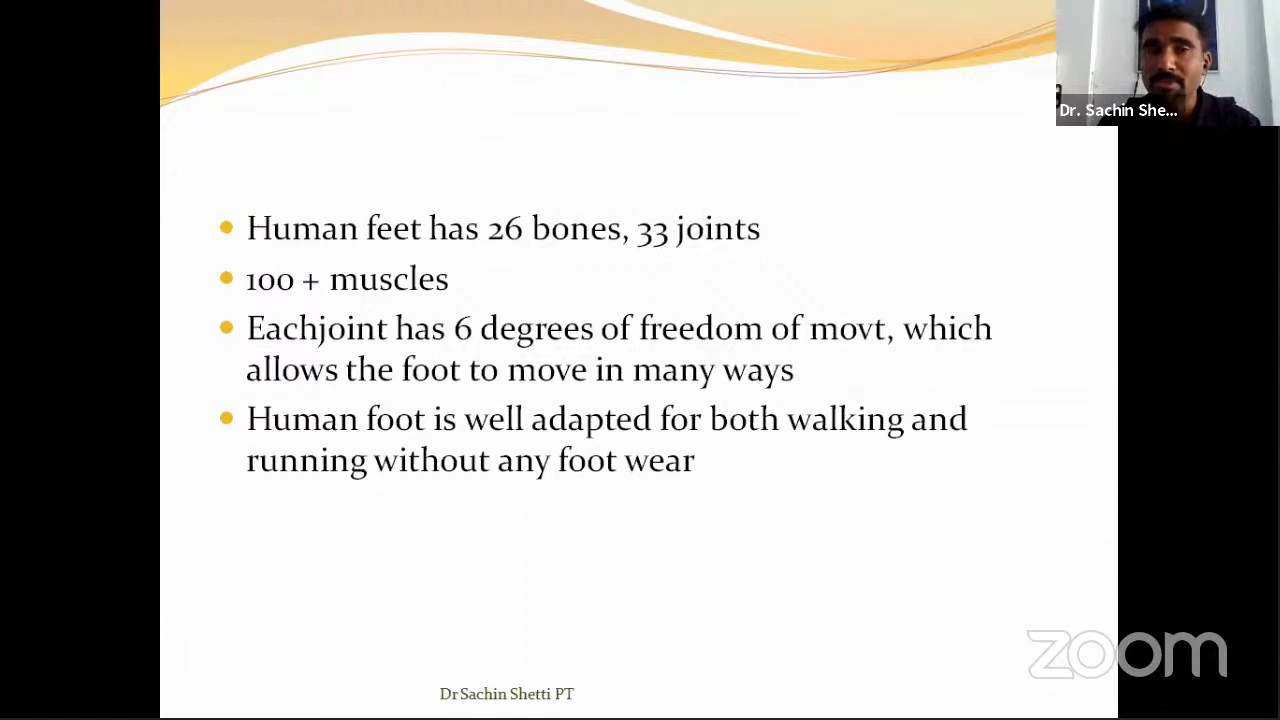 Dr. Sachin She...
Human feet has 26 bones, 33 joints
100 + muscles
Eachjoint has 6 degrees of freedom of movt, which
allows the foot to move in many ways
Human foot is well adapted for both walking and
running without any foot wear
zoom
Dr Sachin Shetti PT